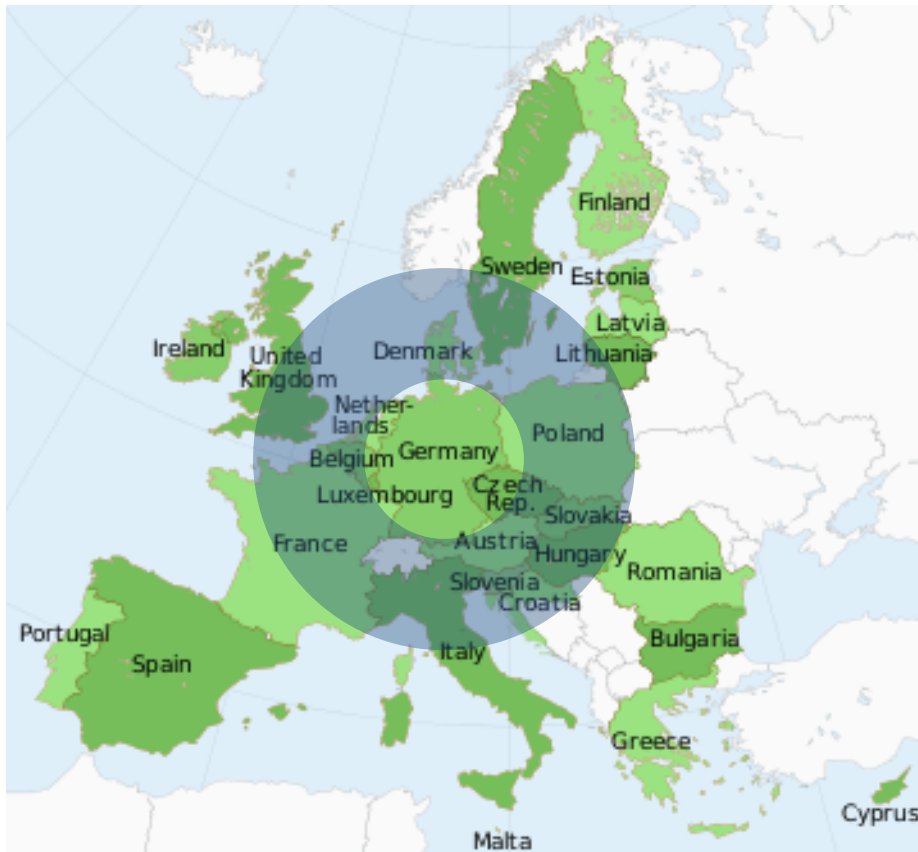 Finland
Sweden
Estonia
Latvia
Lithuania
Ireland
United
Kingdom
Denmark
Nether-
lands
Belgium
Germany
Poland
Luxembourg
Czech
Rep.
Slovakia
France
Austria
Hungary
Slovenia
Croatia
Romania
Portugal
Spain
Italy
Bulgaria
Greece
Cyprus
Malta